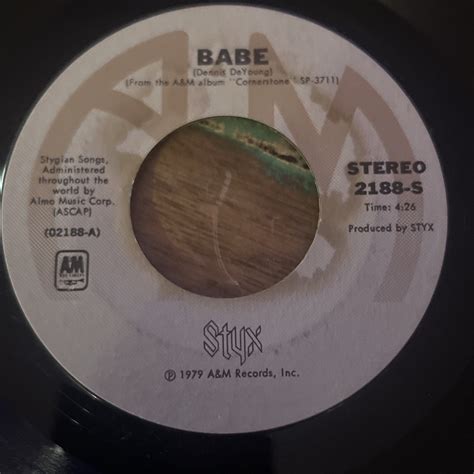 BABE
(Dennis DeYoung)
(From the A&M album "Cornerstone" SP-3711)
Stygian Songs,
Administered
throughout the
world by
Almo Music Corp.
(ASCAP)
(02188-A)
STEREO
2188-S
Time: 4:26
Produced by STYX
AM
Styx
℗ 1979 A&M Records, Inc.